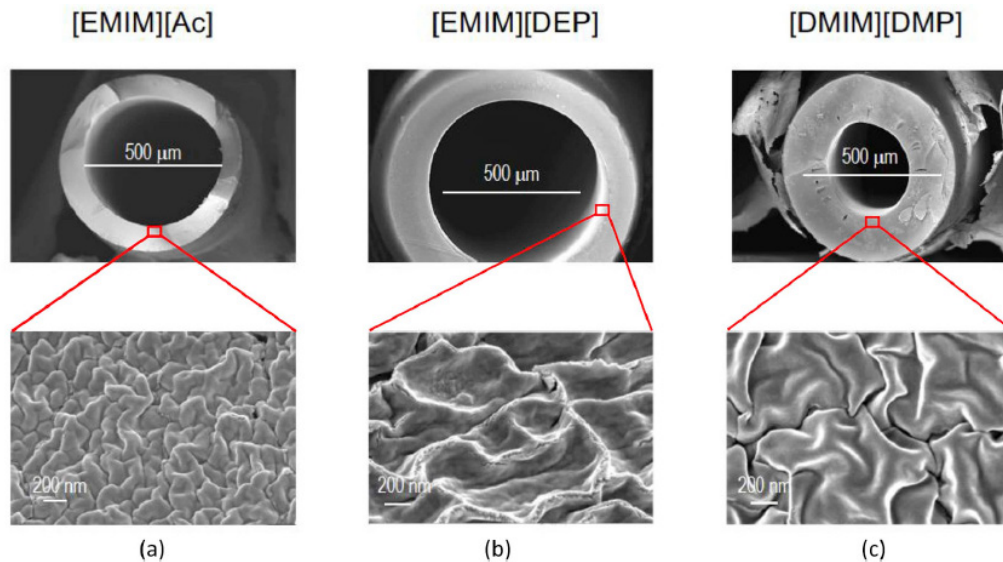 [EMIM][Ac]
[EMIM][DEP]
[DMIM][DMP]
500 μm
500 μm
500 μm
200 nm
200 nm
200 nm
(a)
(b)
(c)